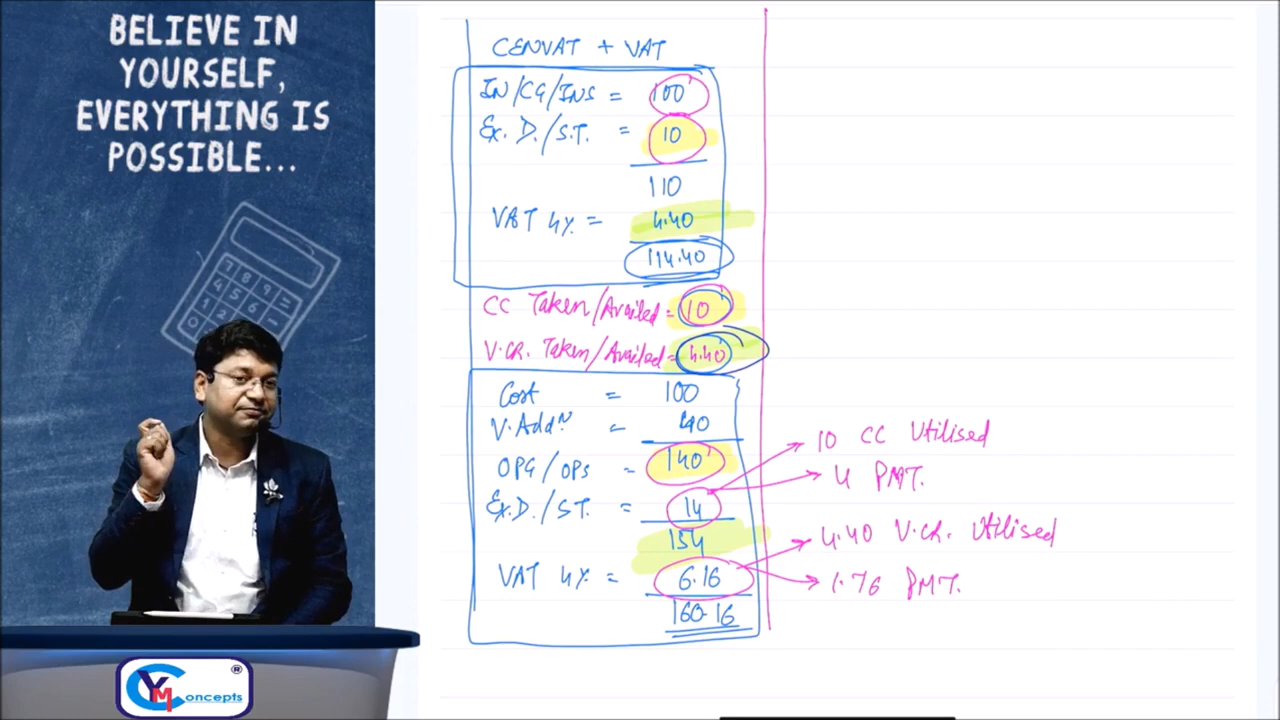 BELIEVE IN
YOURSELF,
EVERYTHING IS
POSSIBLE...
CYM Concepts ®
CENVAT + VAT
IN/CG/INS = 100
Ex. D./S.T. = 10
110
VAT 4% = 4.40
114.40
CC Taken/Availed = 10
V.CR. Taken/Availed = 4.40
Cost = 100
V.Addn. = 40
OPG/OPS = 140
Ex.D./S.T. = 14
10 CC Utilised
4 PMT.
154
VAT 4% = 6.16
4.40 V.CR. Utilised
1.76 PMT.
160.16